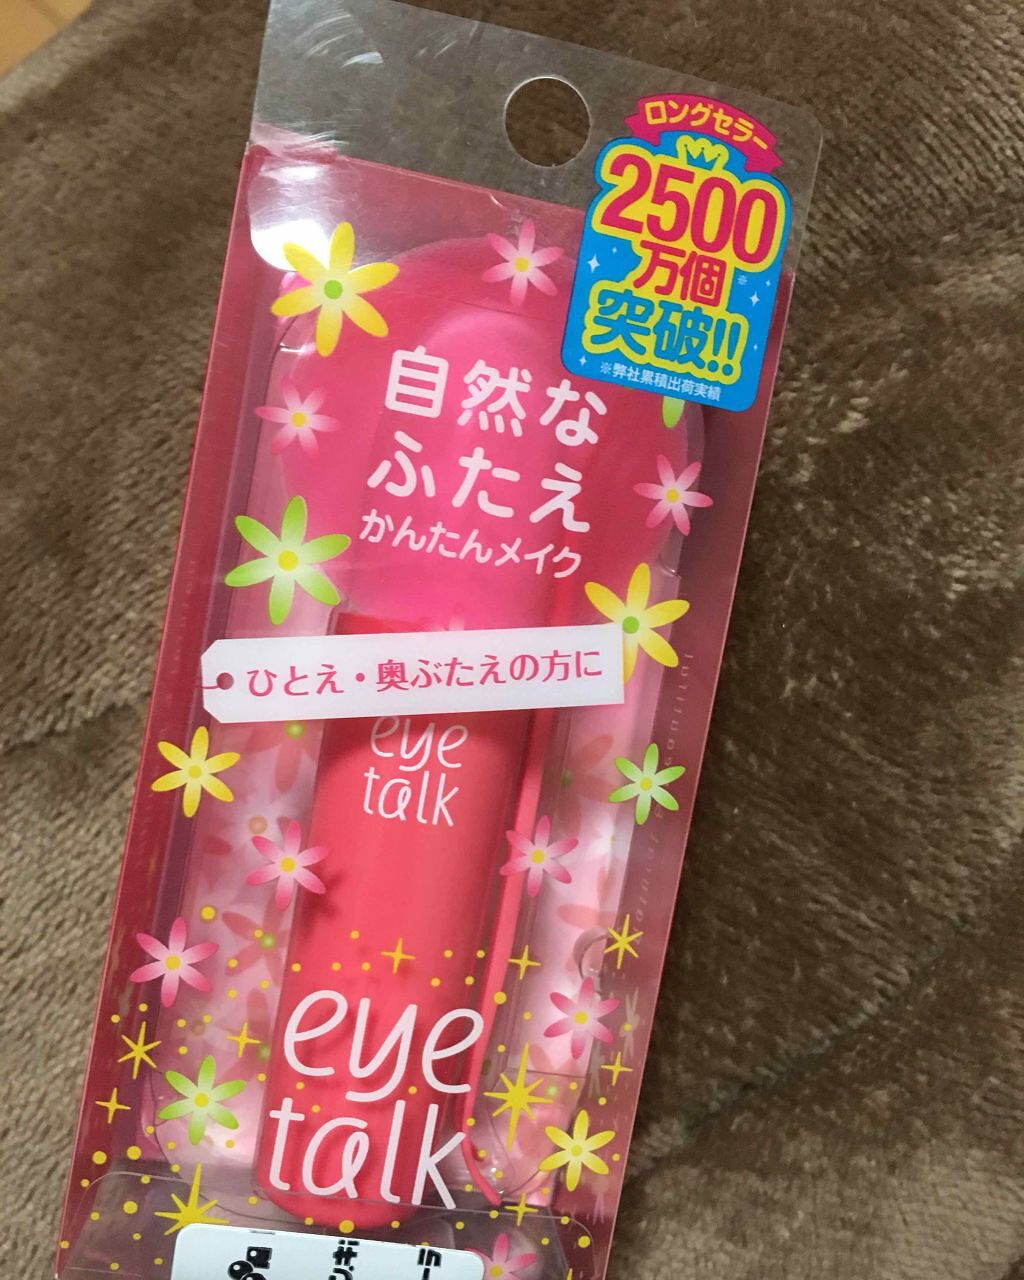 ロングセラー
2500
万個
突破!!
※弊社累積出荷実績
自然な
ふたえ
かんたんメイク
ひとえ・奥ぶたえの方に
eye
talk
eye
talk